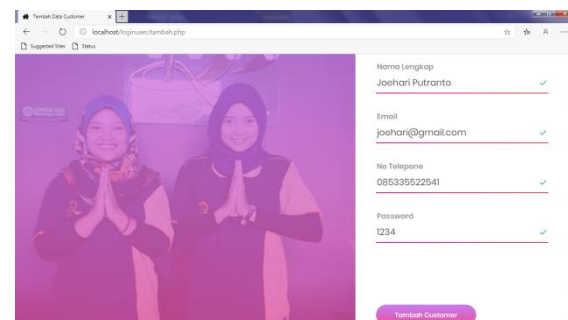 Tambah Data Customer
localhost/loginuser/tambah.php
Suggested Sites
Status
Nama Lengkap
Joehari Putranto
Email
joehari@gmail.com
No Telepone
085335522541
Password
1234
Tambah Customer